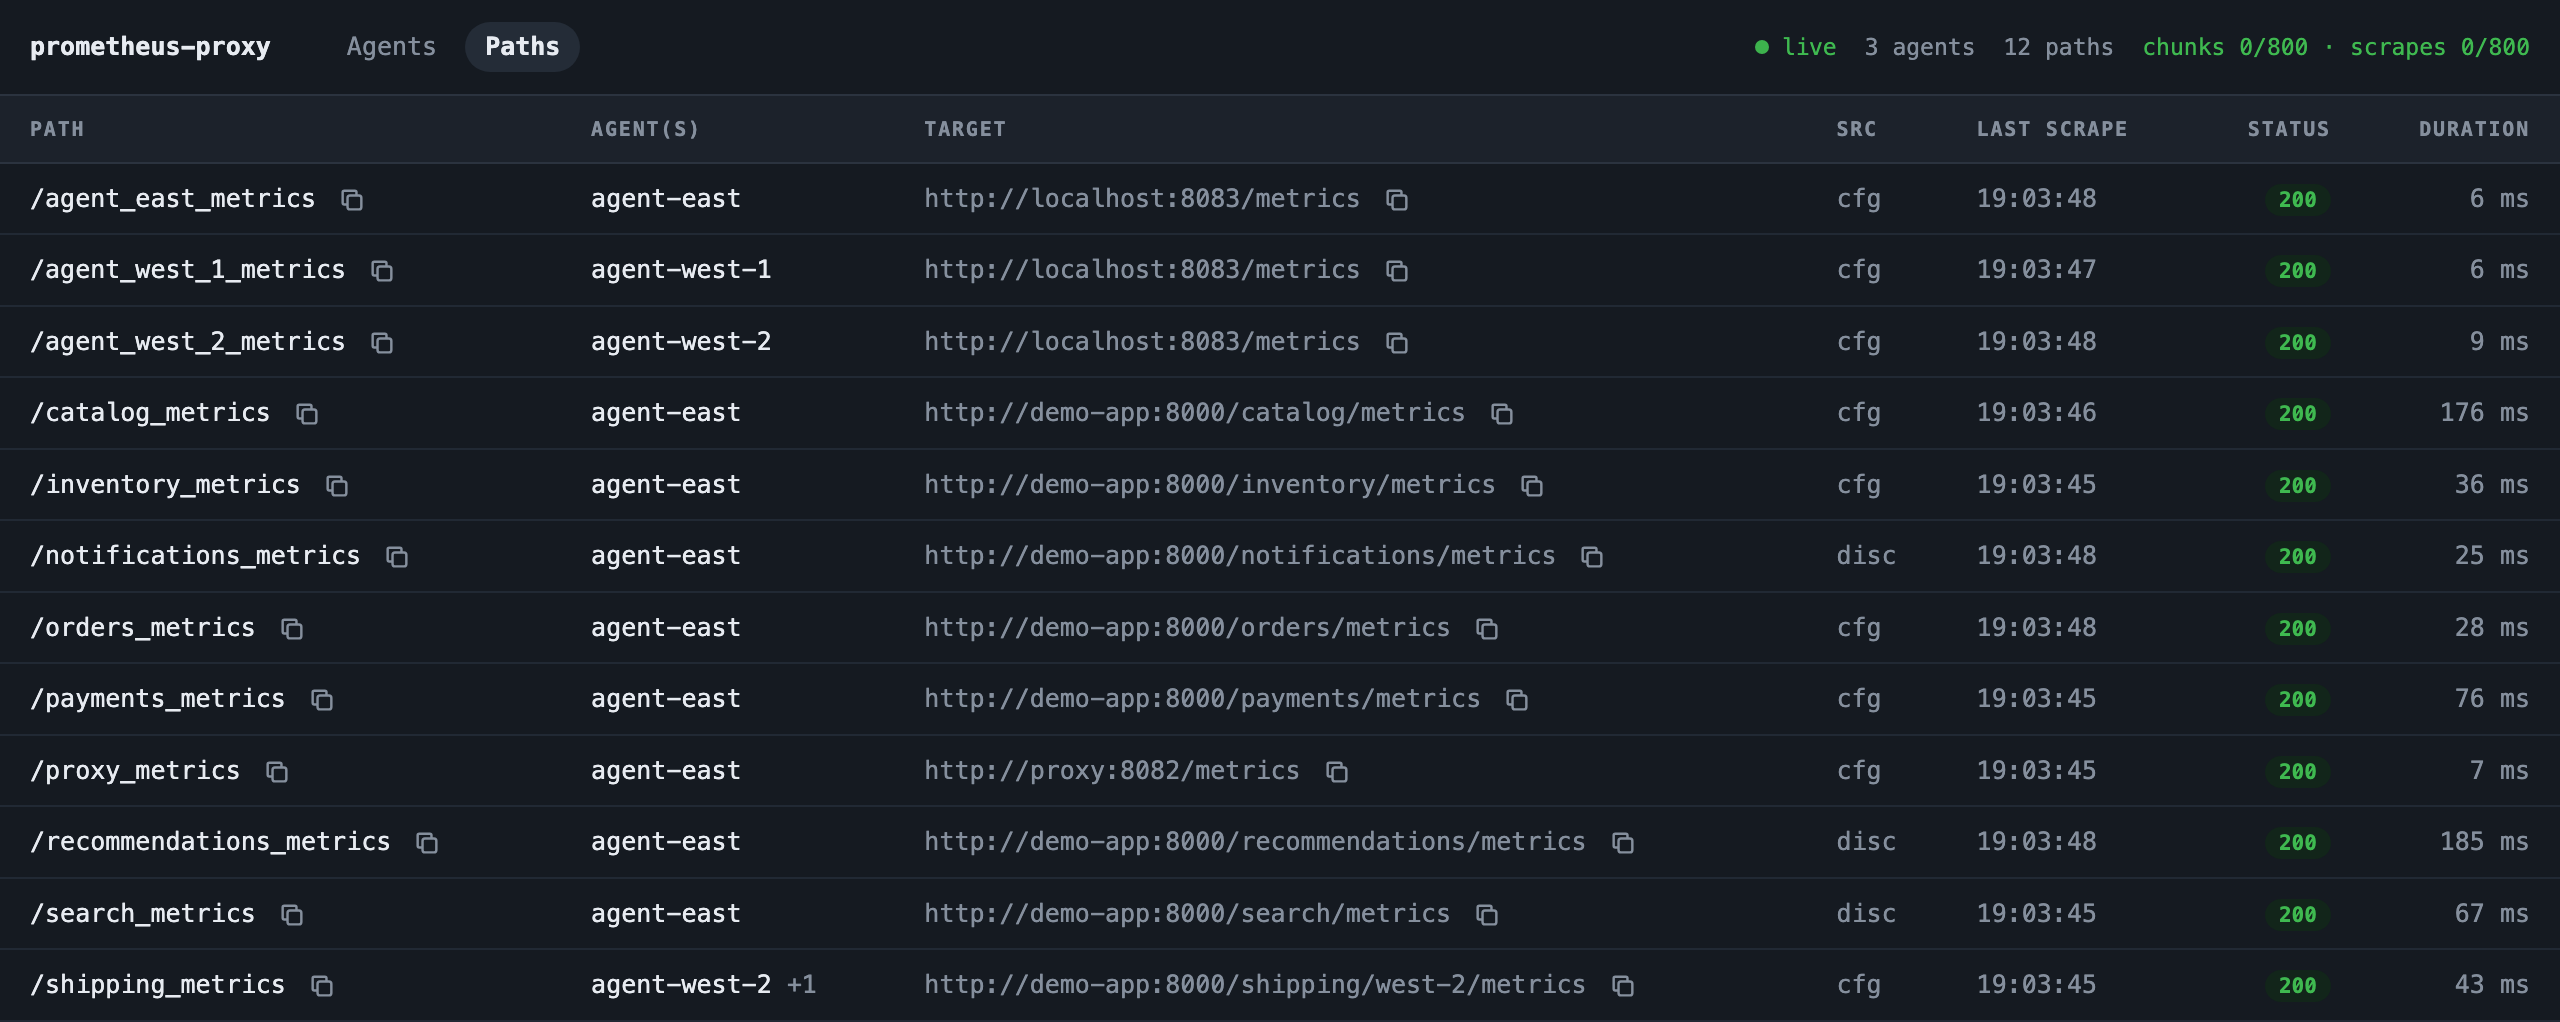 prometheus-proxy Agents Paths live 3 agents 12 paths chunks 0/800 · scrapes 0/800
PATH AGENT(S) TARGET SRC LAST SCRAPE STATUS DURATION
/agent_east_metrics agent-east http://localhost:8083/metrics cfg 19:03:48 200 6 ms
/agent_west_1_metrics agent-west-1 http://localhost:8083/metrics cfg 19:03:47 200 6 ms
/agent_west_2_metrics agent-west-2 http://localhost:8083/metrics cfg 19:03:48 200 9 ms
/catalog_metrics agent-east http://demo-app:8000/catalog/metrics cfg 19:03:46 200 176 ms
/inventory_metrics agent-east http://demo-app:8000/inventory/metrics cfg 19:03:45 200 36 ms
/notifications_metrics agent-east http://demo-app:8000/notifications/metrics disc 19:03:48 200 25 ms
/orders_metrics agent-east http://demo-app:8000/orders/metrics cfg 19:03:48 200 28 ms
/payments_metrics agent-east http://demo-app:8000/payments/metrics cfg 19:03:45 200 76 ms
/proxy_metrics agent-east http://proxy:8082/metrics cfg 19:03:45 200 7 ms
/recommendations_metrics agent-east http://demo-app:8000/recommendations/metrics disc 19:03:48 200 185 ms
/search_metrics agent-east http://demo-app:8000/search/metrics disc 19:03:45 200 67 ms
/shipping_metrics agent-west-2 +1 http://demo-app:8000/shipping/west-2/metrics cfg 19:03:45 200 43 ms